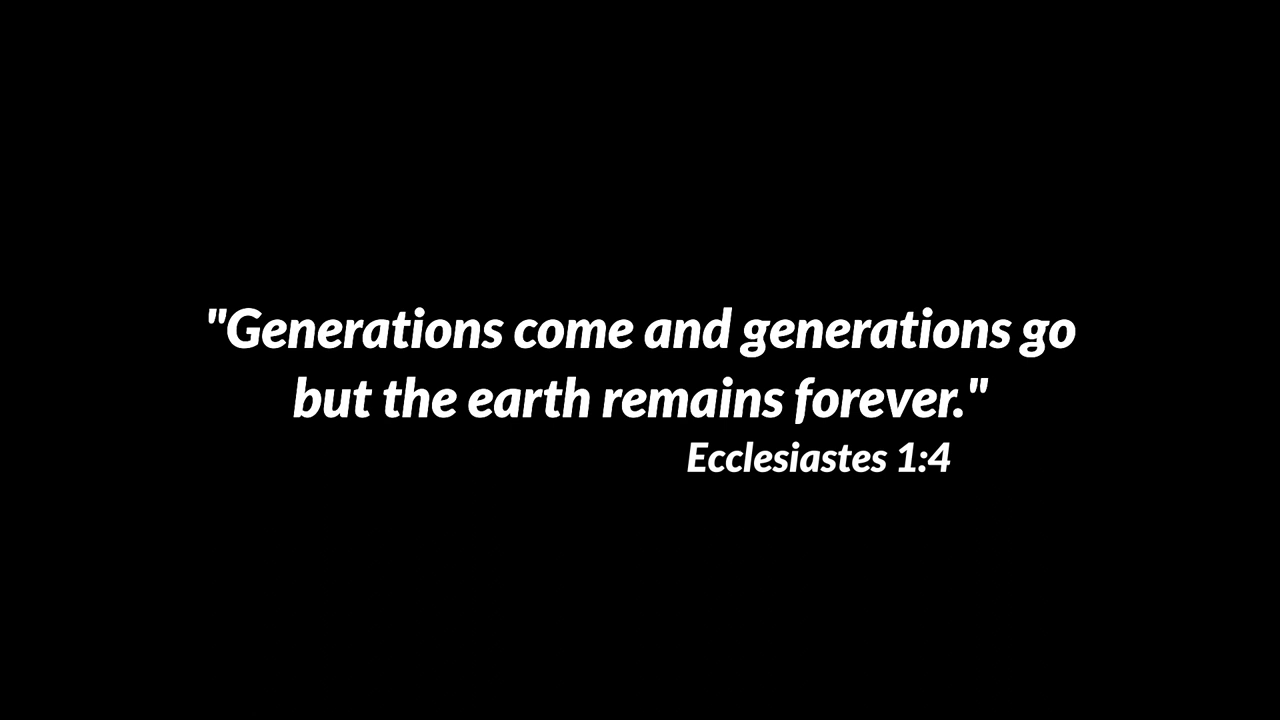 "Generations come and generations go
but the earth remains forever."
Ecclesiastes 1:4